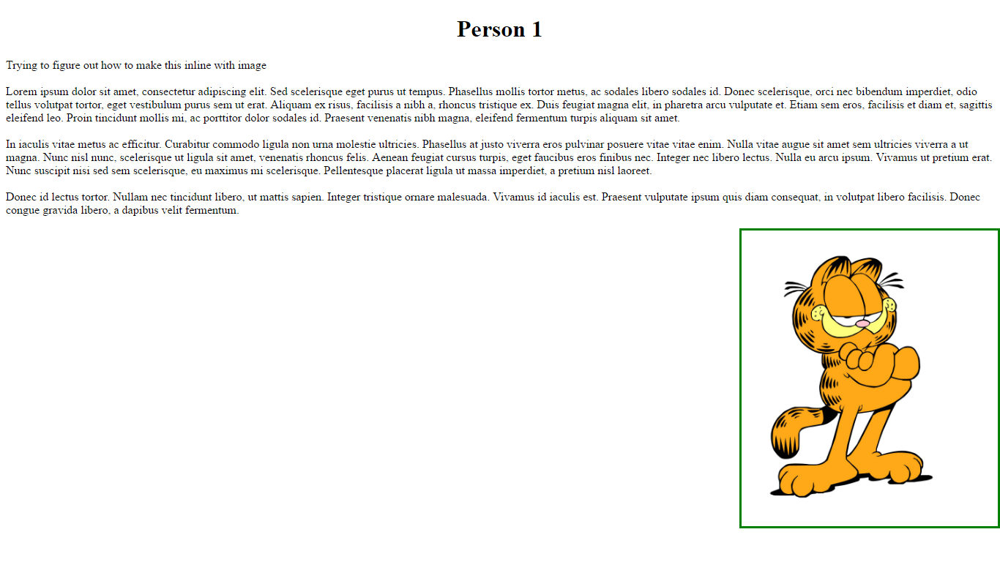 Person 1
Trying to figure out how to make this inline with image
Lorem ipsum dolor sit amet, consectetur adipiscing elit. Sed scelerisque eget purus ut tempus. Phasellus mollis tortor metus, ac sodales libero sodales id. Donec scelerisque, orci nec bibendum imperdiet, odio
tellus volutpat tortor, eget vestibulum purus sem ut erat. Aliquam ex risus, facilisis a nibh a, rhoncus tristique ex. Duis feugiat magna elit, in pharetra arcu vulputate et. Etiam sem eros, facilisis et diam et, sagittis
eleifend leo. Proin tincidunt mollis mi, ac porttitor dolor sodales id. Praesent venenatis nibh magna, eleifend fermentum turpis aliquam sit amet.
In iaculis vitae metus ac efficitur. Curabitur commodo ligula non urna molestie ultricies. Phasellus at justo viverra eros pulvinar posuere vitae vitae enim. Nulla vitae augue sit amet sem ultricies viverra a ut
magna. Nunc nisl nunc, scelerisque ut ligula sit amet, venenatis rhoncus felis. Aenean feugiat cursus turpis, eget faucibus eros finibus nec. Integer nec libero lectus. Nulla eu arcu ipsum. Vivamus ut pretium erat.
Nunc suscipit nisi sed sem scelerisque, eu maximus mi scelerisque. Pellentesque placerat ligula ut massa imperdiet, a pretium nisl laoreet.
Donec id lectus tortor. Nullam nec tincidunt libero, ut mattis sapien. Integer tristique ornare malesuada. Vivamus id iaculis est. Praesent vulputate ipsum quis diam consequat, in volutpat libero facilisis. Donec
congue gravida libero, a dapibus velit fermentum.